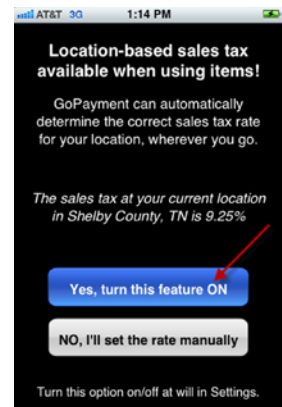 AT&T 3G 1:14 PM
Location-based sales tax
available when using items!
GoPayment can automatically
determine the correct sales tax rate
for your location, wherever you go.
The sales tax at your current location
in Shelby County, TN is 9.25%
Yes, turn this feature ON
NO, I'll set the rate manually
Turn this option on/off at will in Settings.